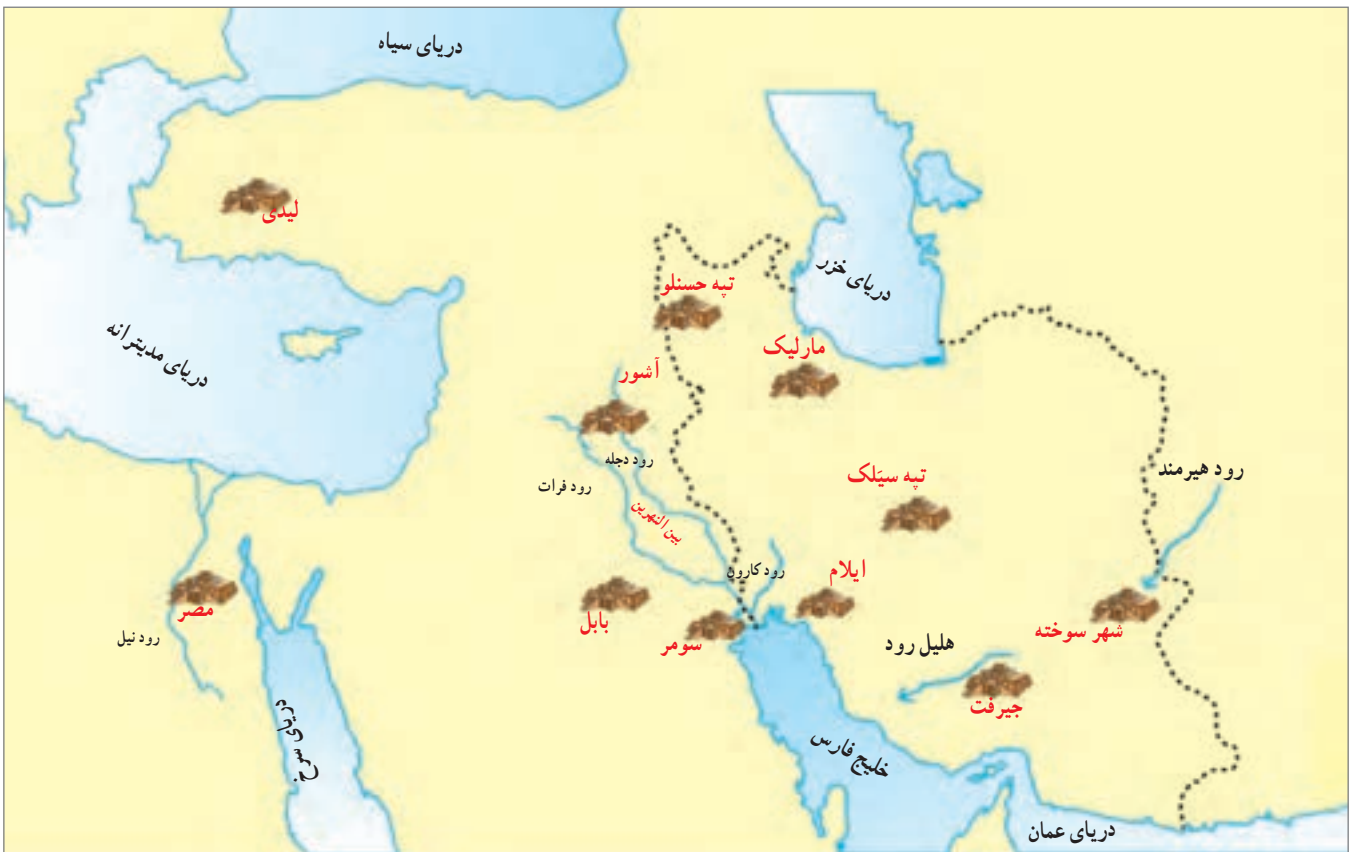 دریای سیاه
لیدی
تپه حسنلو
دریای خزر
دریای مدیترانه
مارلیک
آشور
رود دجله
رود فرات
بین النهرین
تپه سیَلک
رود هیرمند
رود کارون
ایلام
مصر
بابل
سومر
شهر سوخته
رود نیل
هلیل رود
جیرفت
دریای سرخ
خلیج فارس
دریای عمان